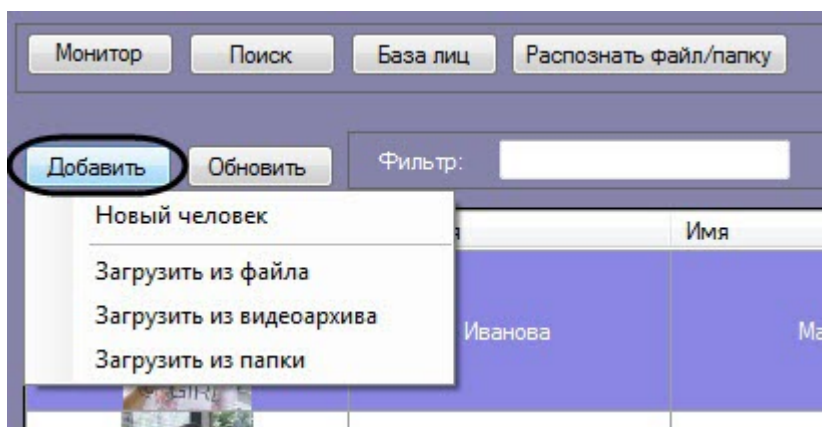 Монитор Поиск База лиц Распознать файл/папку
Добавить Обновить Фильтр:
Новый человек
Имя
Загрузить из файла
Загрузить из видеоархива
Иванова
Загрузить из папки
GIRL